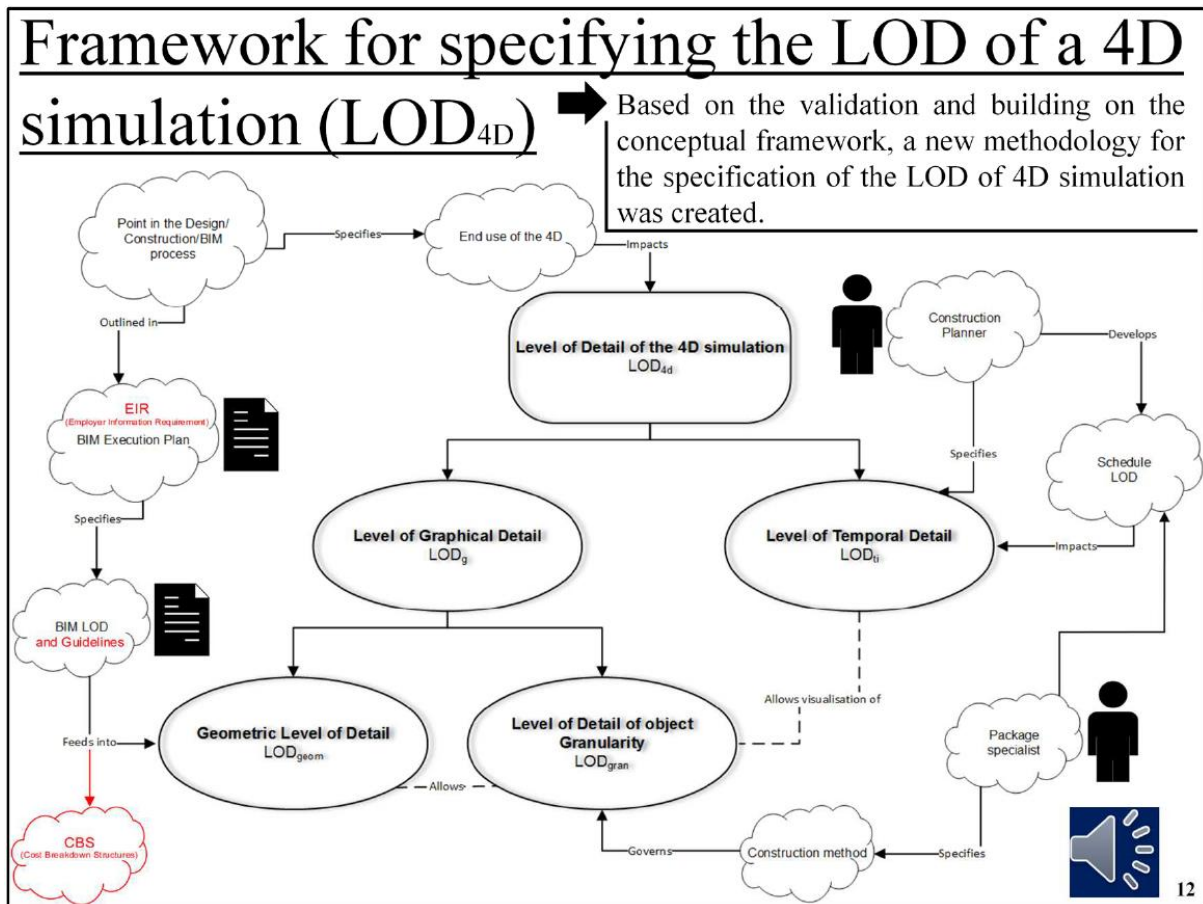 Framework for specifying the LOD of a 4D
simulation (LOD4D)
Based on the validation and building on the
conceptual framework, a new methodology for
the specification of the LOD of 4D simulation
was created.
Point in the Design/
Construction/BIM
process
Specifies
End use of the 4D
Impacts
Outlined in
Level of Detail of the 4D simulation
LOD4d
Construction
Planner
Develops
EIR
(Employer Information Requirement)
BIM Execution Plan
Specifies
Schedule
LOD
Specifies
Level of Graphical Detail
LODg
Level of Temporal Detail
LODti
Impacts
BIM LOD
and Guidelines
Allows visualisation of
Feeds into
Geometric Level of Detail
LODgeom
Allows
Level of Detail of object
Granularity
LODgran
Package
specialist
CBS
(Cost Breakdown Structures)
Governs
Construction method
Specifies
12